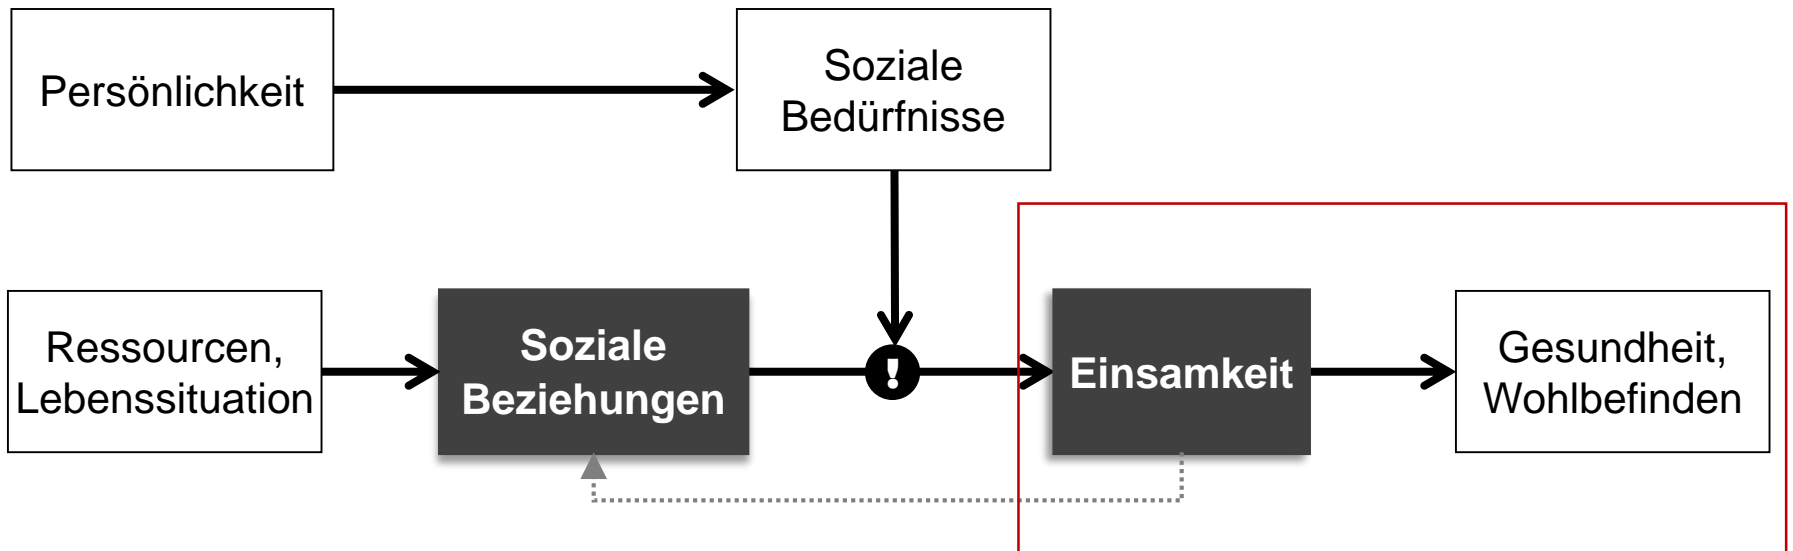 Persönlichkeit
Soziale
Bedürfnisse
Ressourcen,
Lebenssituation
Soziale
Beziehungen
!
Einsamkeit
Gesundheit,
Wohlbefinden